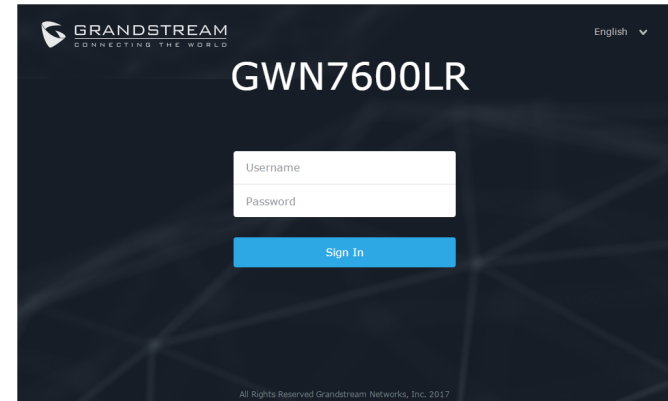 GRANDSTREAM
CONNECTING THE WORLD
English
GWN7600LR
Username
Password
Sign In
All Rights Reserved Grandstream Networks, Inc. 2017